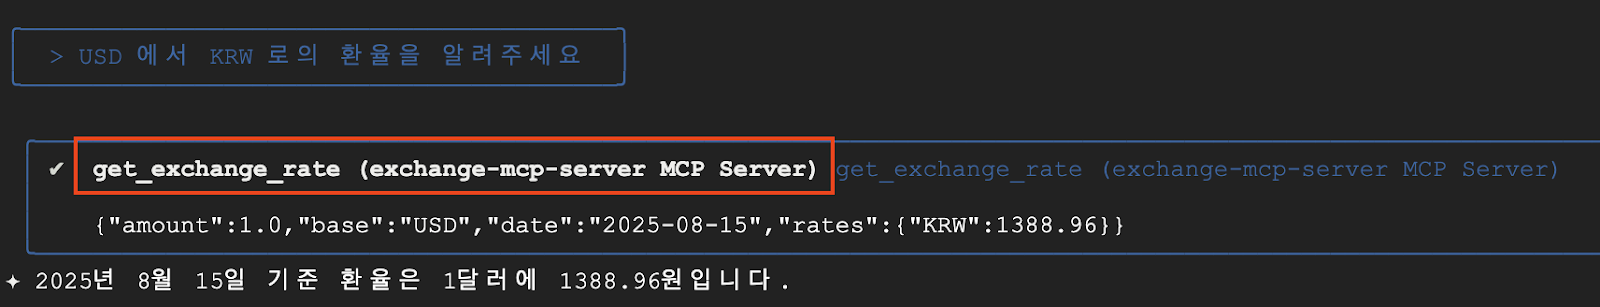 > USD 에서 KRW 로의 환율을 알려주세요
✔ get_exchange_rate (exchange-mcp-server MCP Server) get_exchange_rate (exchange-mcp-server MCP Server)
{"amount":1.0,"base":"USD","date":"2025-08-15","rates":{"KRW":1388.96}}
✦ 2025년 8월 15일 기준 환율은 1달러에 1388.96원입니다.